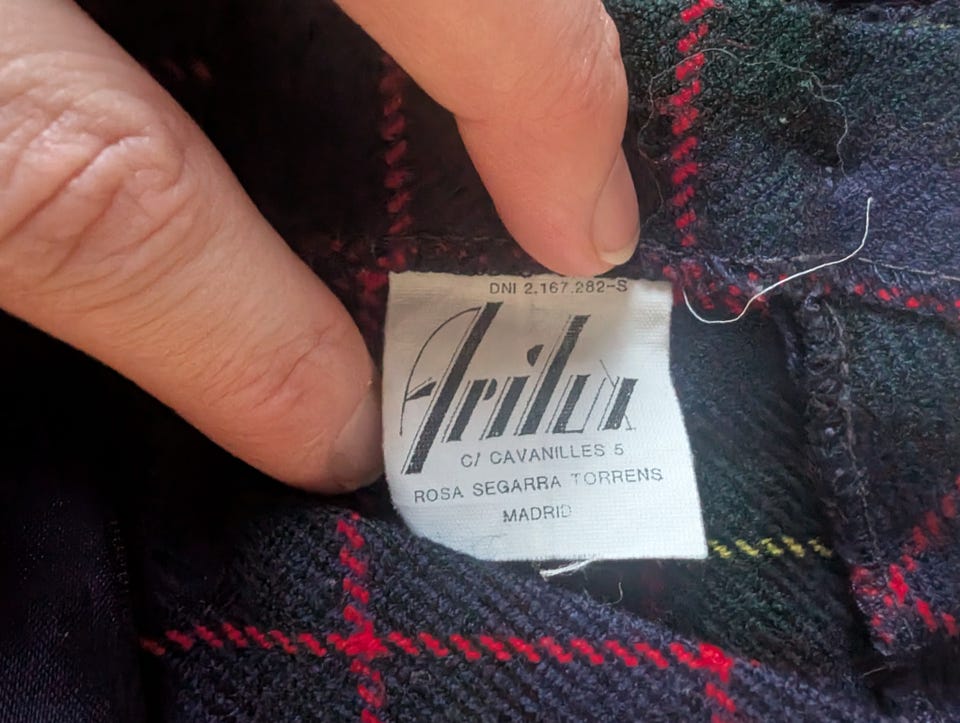 DNI 2.167.282-S
Arilux
C/ CAVANILLES 5
ROSA SEGARRA TORRENS
MADRID